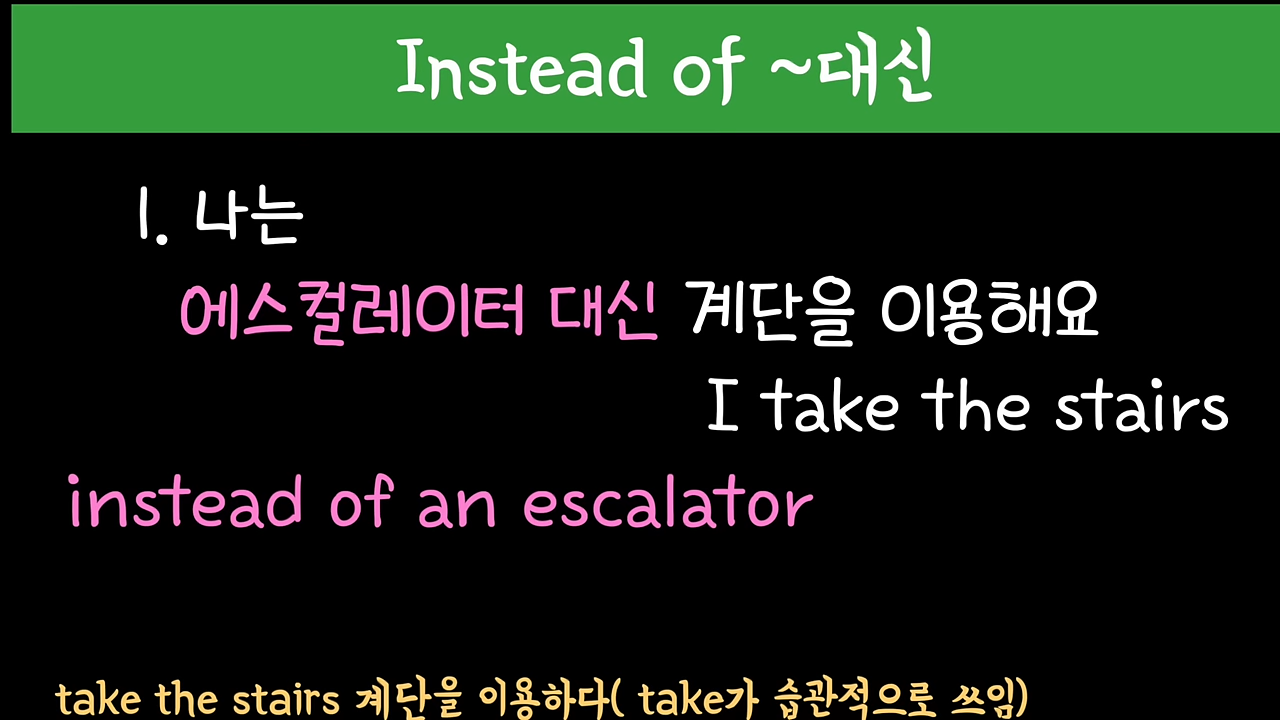 Instead of ~대신
1. 나는
에스컬레이터 대신 계단을 이용해요
I take the stairs
instead of an escalator
take the stairs 계단을 이용하다( take가 습관적으로 쓰임)